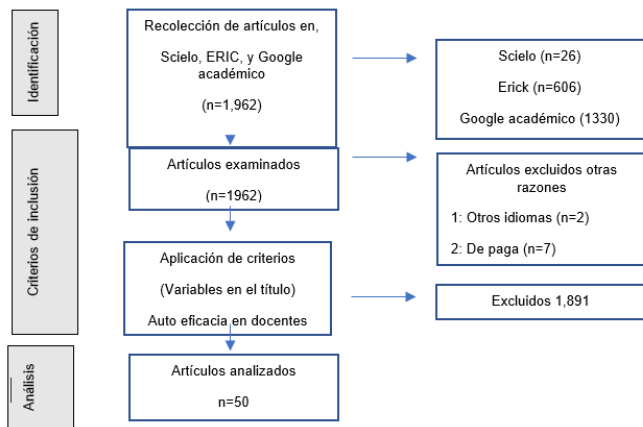 Identificación
Recolección de artículos en,
Scielo, ERIC, y Google
académico
(n=1,962)
Scielo (n=26)
Erick (n=606)
Google académico (1330)
Criterios de inclusión
Artículos examinados
(n=1962)
Artículos excluidos otras
razones
1: Otros idiomas (n=2)
2: De paga (n=7)
Aplicación de criterios
(Variables en el título)
Auto eficacia en docentes
Excluidos 1,891
Análisis
Artículos analizados
n=50